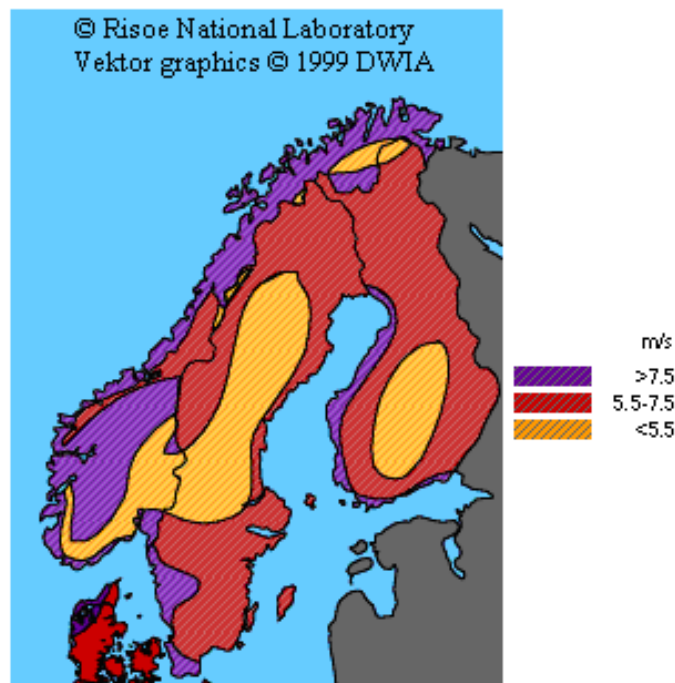 © Risoe National Laboratory
Vektor graphics © 1999 DWIA
m/s
>7.5
5.5-7.5
<5.5